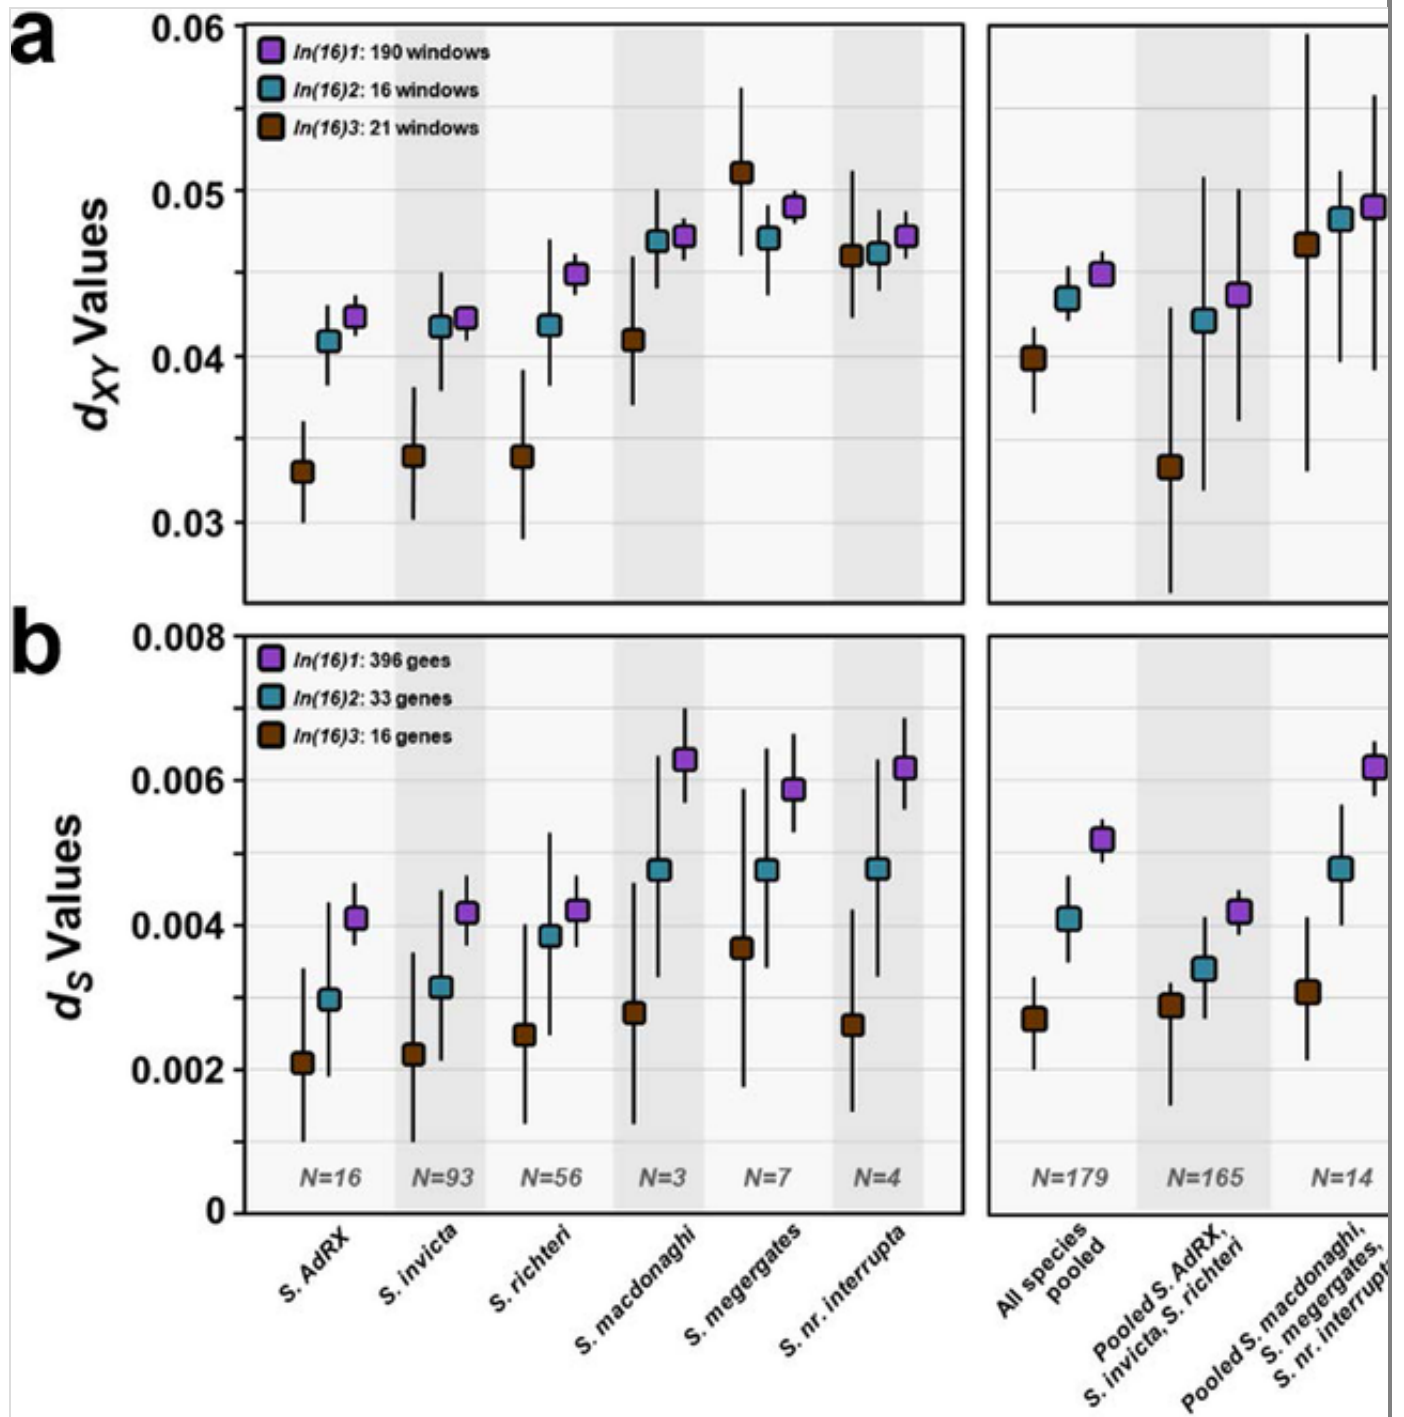 a
0.06
0.05
0.04
0.03
dXY Values
In(16)1: 190 windows
In(16)2: 16 windows
In(16)3: 21 windows
b
0.008
0.006
0.004
0.002
0
dS Values
In(16)1: 396 gees
In(16)2: 33 genes
In(16)3: 16 genes
N=16
N=93
N=56
N=3
N=7
N=4
N=179
N=165
N=14
S. AdRX
S. invicta
S. richteri
S. macdonaghi
S. megergates
S. nr. interrupta
All species
pooled
Pooled S. AdRX,
S. invicta, S. richteri
Pooled S. macdonaghi,
S. megergates,
S. nr. interrupt